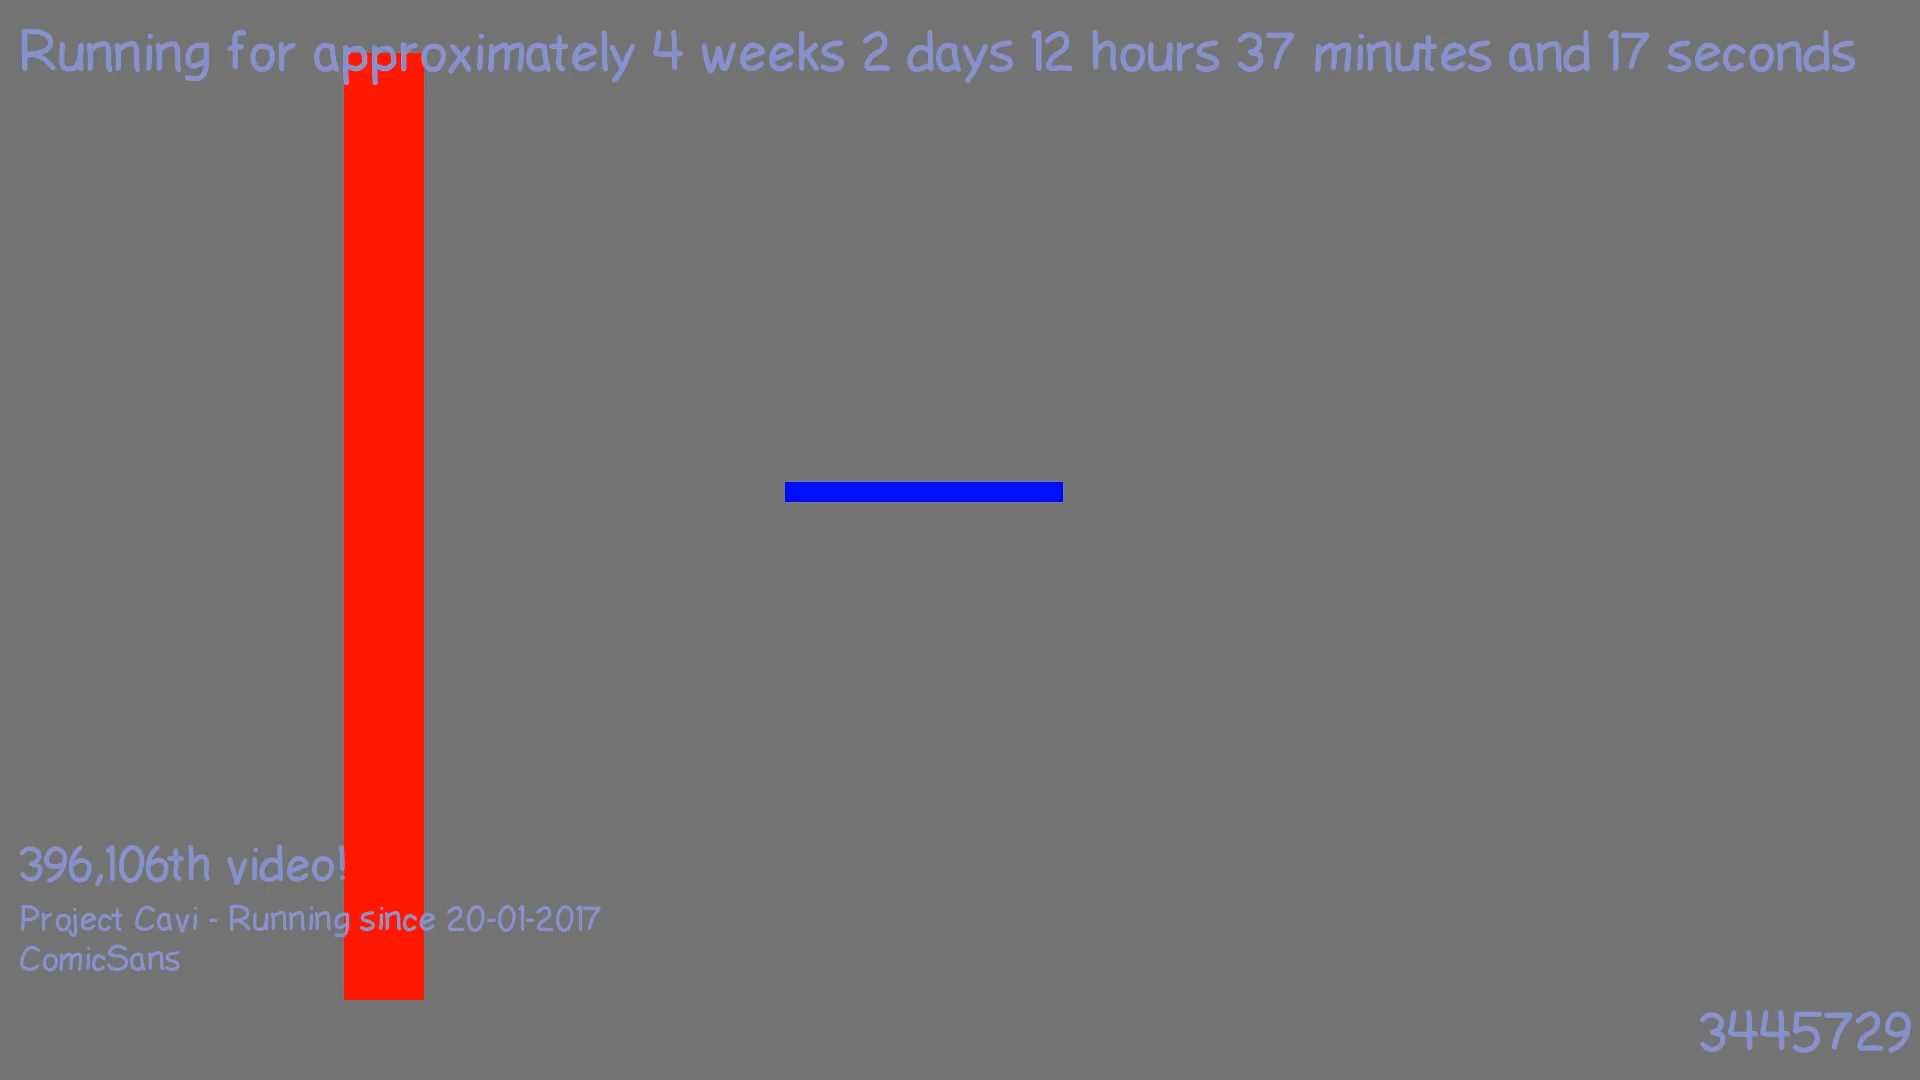 Running for approximately 4 weeks 2 days 12 hours 37 minutes and 17 seconds
396,106th video!
Project Cavi - Running since 20-01-2017
ComicSans
3445729